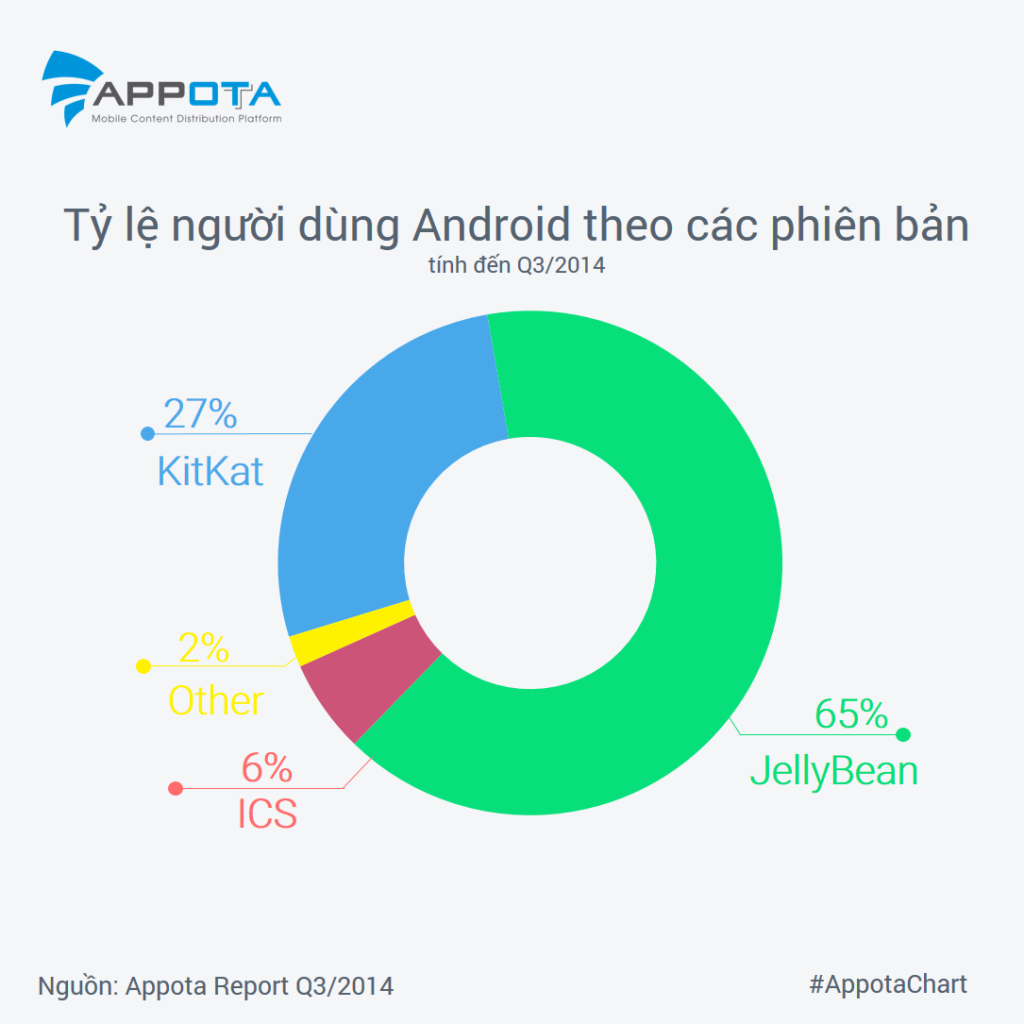 APPOTA
Mobile Content Distribution Platform
Tỷ lệ người dùng Android theo các phiên bản
tính đến Q3/2014
27%
KitKat
2%
Other
6%
ICS
65%
JellyBean
Nguồn: Appota Report Q3/2014
#AppotaChart